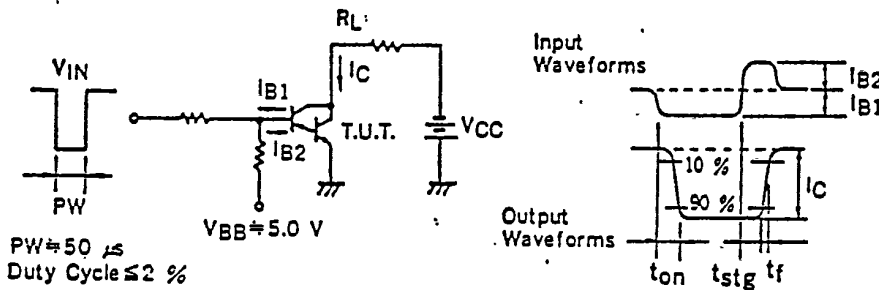 RL
VIN
IB1
IC
IB2
T.U.T.
VCC
PW
VBB≒5.0 V
PW≒50 μs
Duty Cycle≦2 %
Input
Waveforms
IB2
IB1
10 %
90 %
IC
Output
Waveforms
ton
tstg
tf